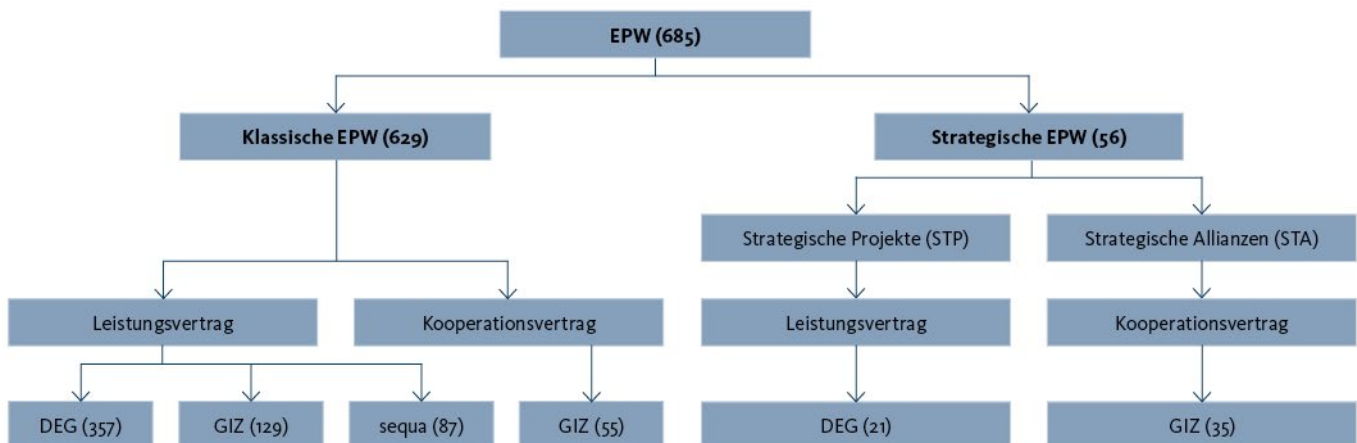 EPW (685)
Klassische EPW (629)
Strategische EPW (56)
Strategische Projekte (STP)
Strategische Allianzen (STA)
Leistungsvertrag
Kooperationsvertrag
Leistungsvertrag
Kooperationsvertrag
DEG (357)
GIZ (129)
sequa (87)
GIZ (55)
DEG (21)
GIZ (35)